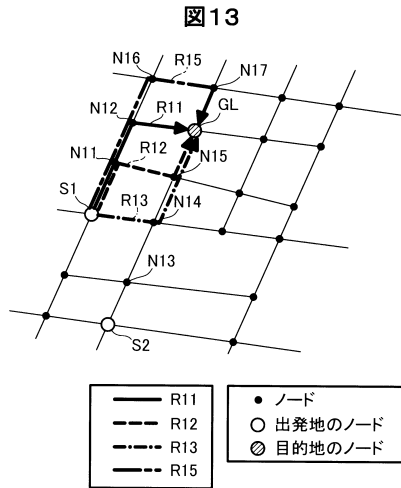 図13
N16 R15 N17
N12 R11 GL
N11 R12 N15
S1 R13 N14
N13
S2
R11
R12
R13
R15
ノード
出発地のノード
目的地のノード